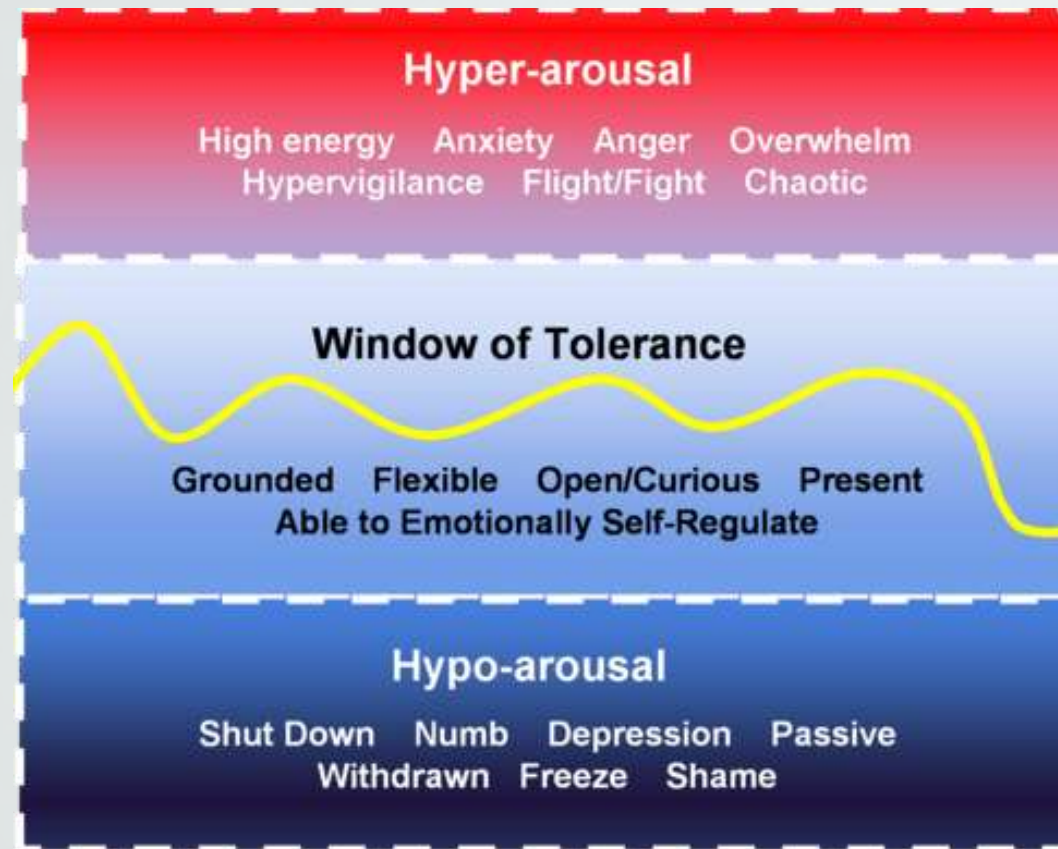 Hyper-arousal
High energy Anxiety Anger Overwhelm
Hypervigilance Flight/Fight Chaotic
Window of Tolerance
Grounded Flexible Open/Curious Present
Able to Emotionally Self-Regulate
Hypo-arousal
Shut Down Numb Depression Passive
Withdrawn Freeze Shame